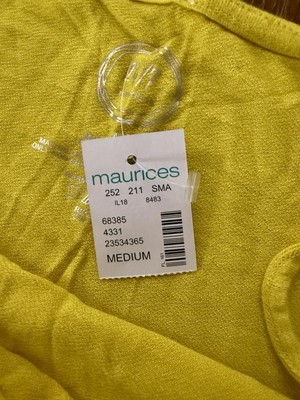 M
maurices
252 211 SMA
IL18 8483
68385
4331
23534365
MEDIUM